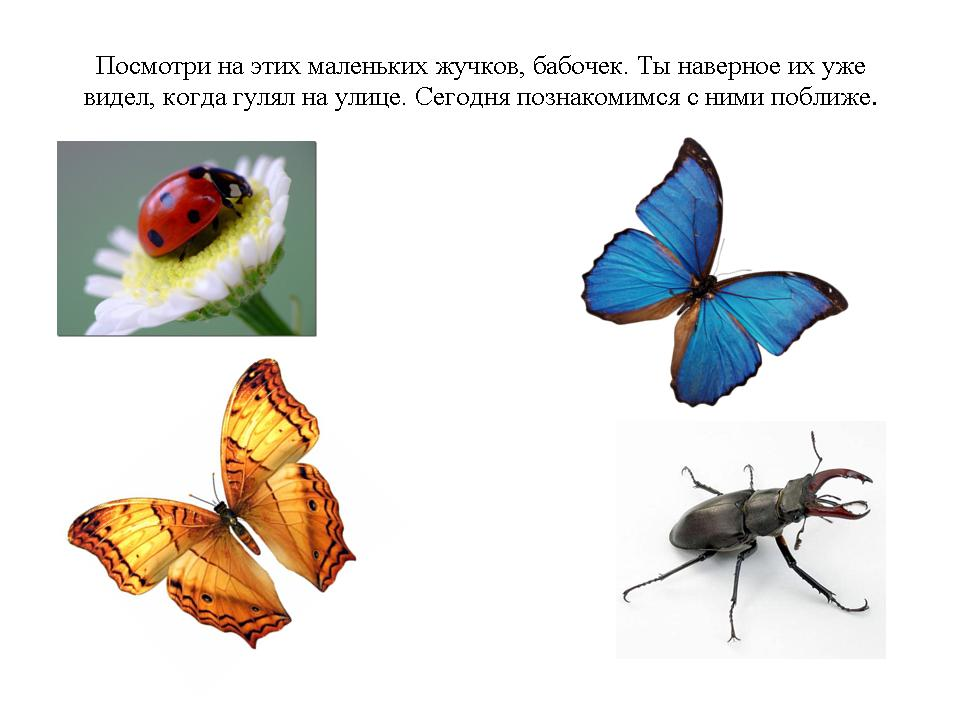 Посмотри на этих маленьких жучков, бабочек. Ты наверное их уже
видел, когда гулял на улице. Сегодня познакомимся с ними поближе.